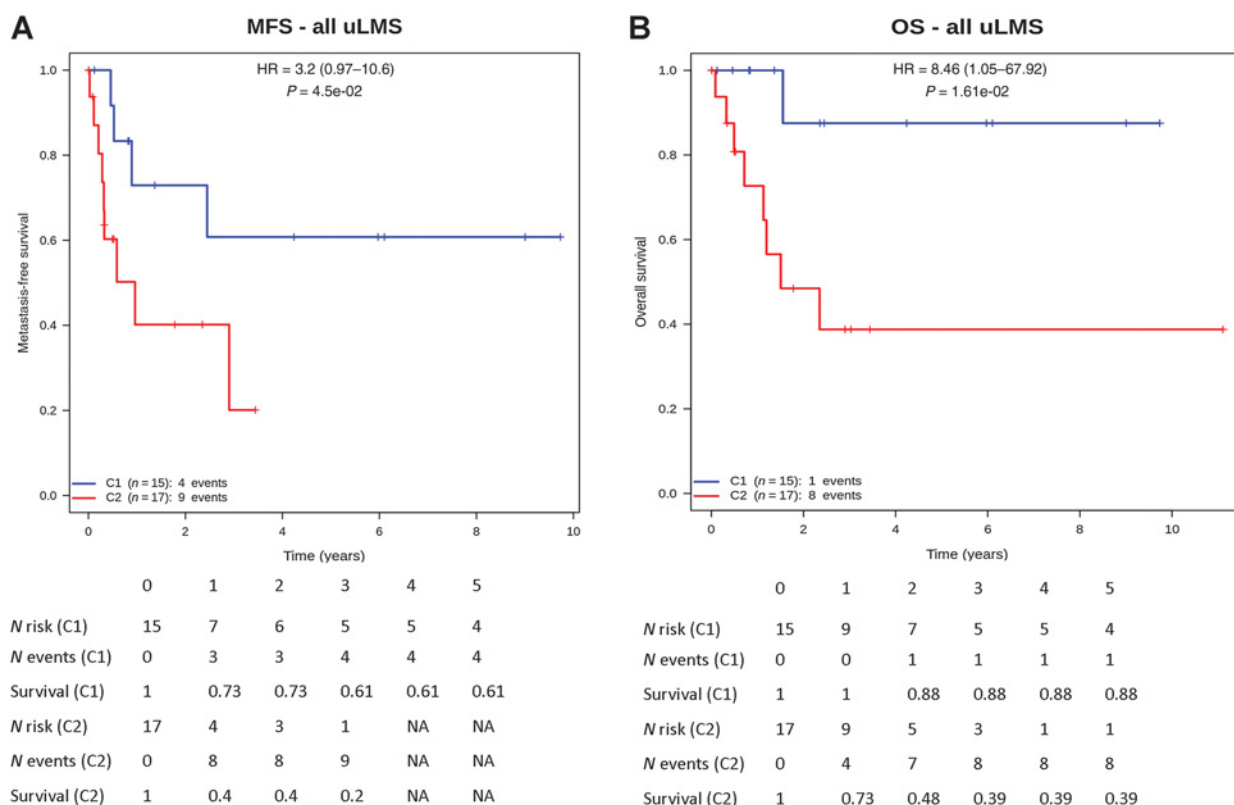 A
MFS - all uLMS
HR = 3.2 (0.97–10.6)
P = 4.5e-02
Metastasis-free survival
1.0
0.8
0.6
0.4
0.2
0.0
C1 (n = 15): 4 events
C2 (n = 17): 9 events
0 2 4 6 8 10
Time (years)
0 1 2 3 4 5
N risk (C1) 15 7 6 5 5 4
N events (C1) 0 3 3 4 4 4
Survival (C1) 1 0.73 0.73 0.61 0.61 0.61
N risk (C2) 17 4 3 1 NA NA
N events (C2) 0 8 8 9 NA NA
Survival (C2) 1 0.4 0.4 0.2 NA NA
B
OS - all uLMS
HR = 8.46 (1.05–67.92)
P = 1.61e-02
Overall survival
1.0
0.8
0.6
0.4
0.2
0.0
C1 (n = 15): 1 events
C2 (n = 17): 8 events
0 2 4 6 8 10
Time (years)
0 1 2 3 4 5
N risk (C1) 15 9 7 5 5 4
N events (C1) 0 0 1 1 1 1
Survival (C1) 1 1 0.88 0.88 0.88 0.88
N risk (C2) 17 9 5 3 1 1
N events (C2) 0 4 7 8 8 8
Survival (C2) 1 0.73 0.48 0.39 0.39 0.39